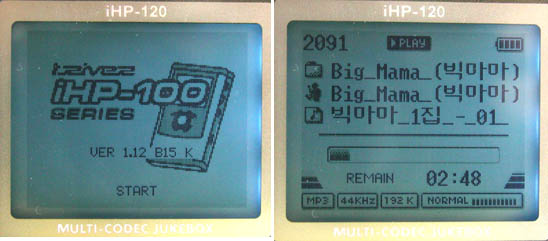 iHP-120
iriver
iHP-100
SERIES
VER 1.12 B15 K
START
MULTI-CODEC JUKEBOX
iHP-120
2091 PLAY
Big_Mama_(빅마마)
Big_Mama_(빅마마)
빅마마_1집_-_01_
REMAIN 02:48
MP3 44KHz 192 K NORMAL
MULTI-CODEC JUKEBOX